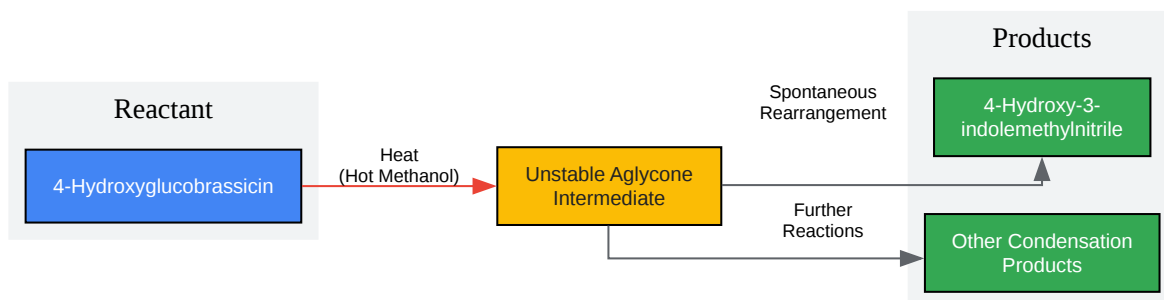 Products
Reactant
Spontaneous
Rearrangement
4-Hydroxy-3-
indolemethylnitrile
4-Hydroxyglucobrassicin
Heat
(Hot Methanol)
Unstable Aglycone
Intermediate
Further
Reactions
Other Condensation
Products